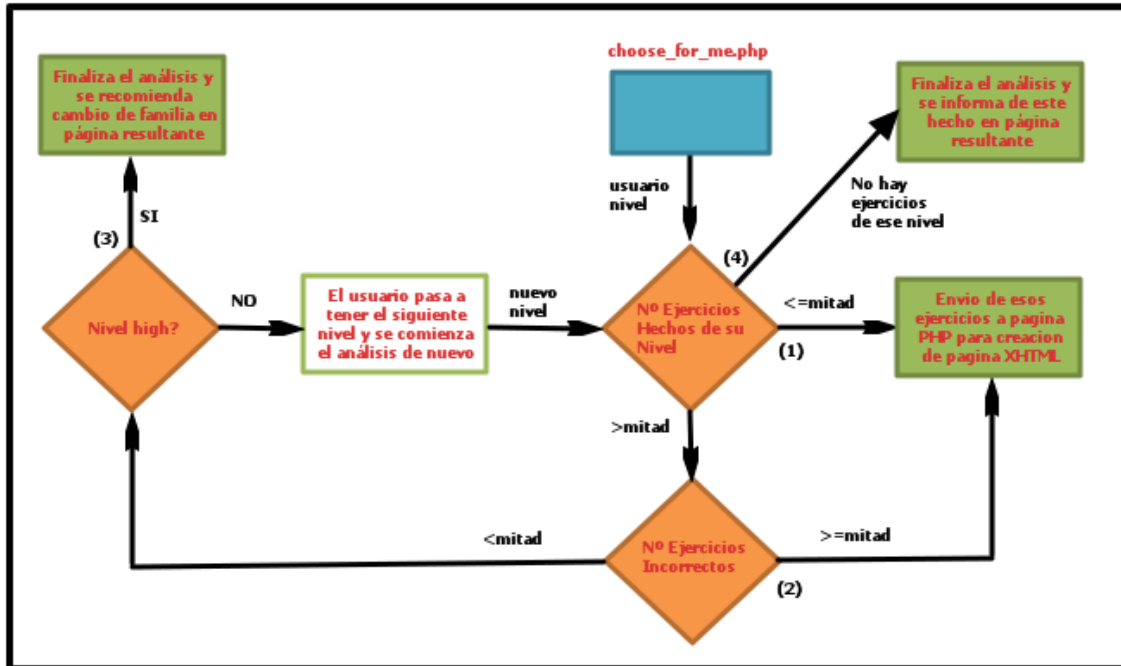 choose_for_me.php
Finaliza el análisis y
se recomienda
cambio de familia en
página resultante
Finaliza el análisis y
se informa de este
hecho en página
resultante
usuario
nivel
No hay
ejercicios
de ese nivel
SI
(3)
(4)
Nivel high?
NO
El usuario pasa a
tener el siguiente
nivel y se comienza
el análisis de nuevo
nuevo
nivel
Nº Ejercicios
Hechos de su
Nivel
<=mitad
(1)
Envio de esos
ejercicios a pagina
PHP para creacion
de pagina XHTML
>mitad
<mitad
Nº Ejercicios
Incorrectos
>=mitad
(2)